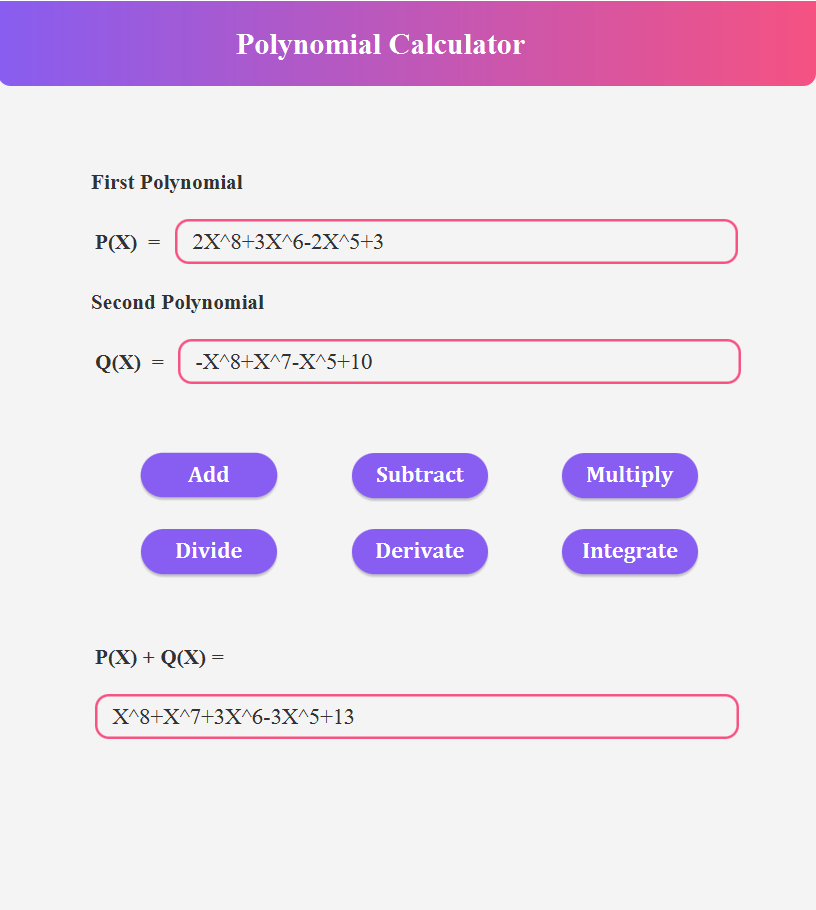 Polynomial Calculator
First Polynomial
P(X) = 2X^8+3X^6-2X^5+3
Second Polynomial
Q(X) = -X^8+X^7-X^5+10
Add Subtract Multiply
Divide Derivate Integrate
P(X) + Q(X) =
X^8+X^7+3X^6-3X^5+13